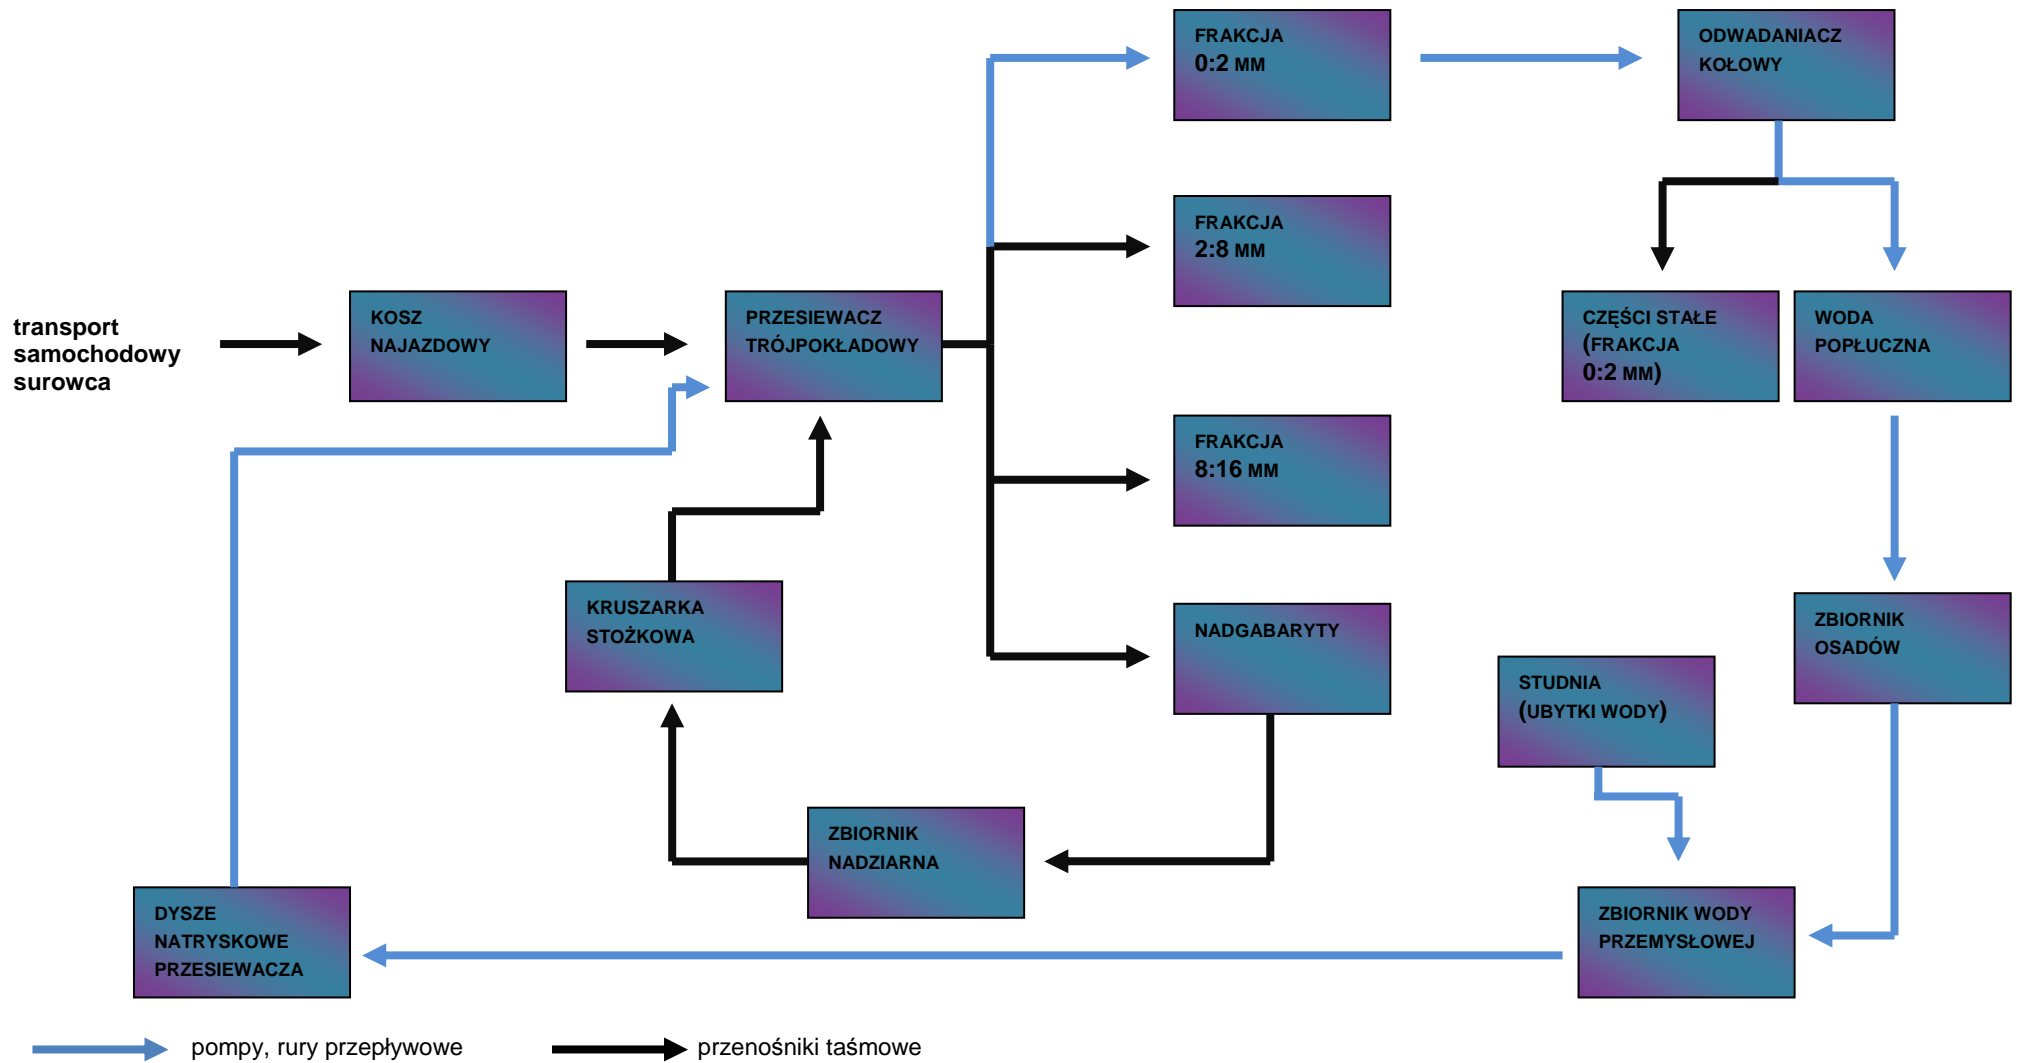 FRAKCJA
0:2 MM
ODWADANIACZ
KOŁOWY
FRAKCJA
2:8 MM
transport
samochodowy
surowca
KOSZ
NAJAZDOWY
PRZESIEWACZ
TRÓJPOKŁADOWY
CZĘŚCI STAŁE
(FRAKCJA
0:2 MM)
WODA
POPŁUCZNA
FRAKCJA
8:16 MM
KRUSZARKA
STOŻKOWA
NADGABARYTY
ZBIORNIK
OSADÓW
STUDNIA
(UBYTKI WODY)
ZBIORNIK
NADZIARNA
DYSZE
NATRYSKOWE
PRZESIEWACZA
ZBIORNIK WODY
PRZEMYSŁOWEJ
pompy, rury przepływowe
przenośniki taśmowe